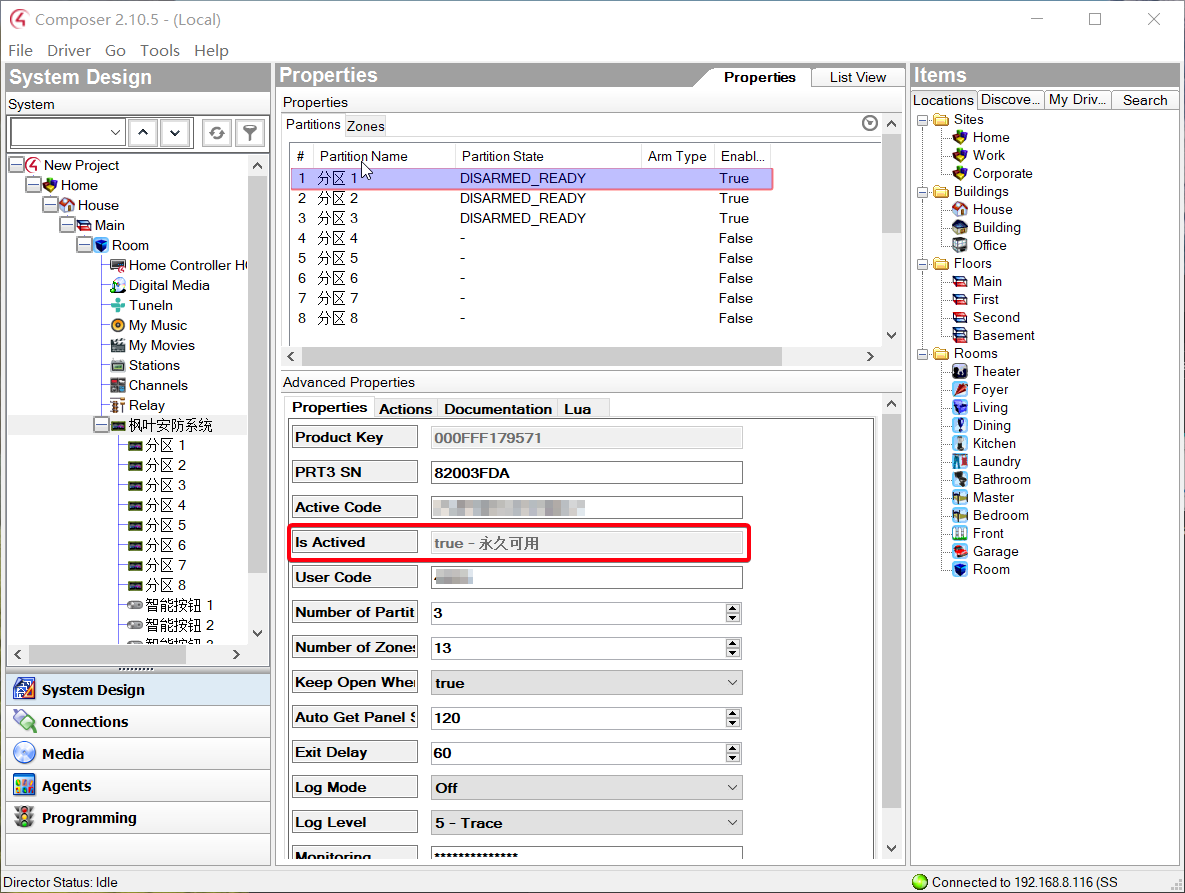 Composer 2.10.5 - (Local)
File Driver Go Tools Help
System Design
System
New Project
Home
House
Main
Room
Home Controller H
Digital Media
TuneIn
My Music
My Movies
Stations
Channels
Relay
枫叶安防系统
分区 1
分区 2
分区 3
分区 4
分区 5
分区 6
分区 7
分区 8
智能按钮 1
智能按钮 2
System Design
Connections
Media
Agents
Programming
Properties
Properties List View
Properties
Partitions Zones
# Partition Name Partition State Arm Type Enabl...
1 分区 1 DISARMED_READY True
2 分区 2 DISARMED_READY True
3 分区 3 DISARMED_READY True
4 分区 4 - False
5 分区 5 - False
6 分区 6 - False
7 分区 7 - False
8 分区 8 - False
Advanced Properties
Properties Actions Documentation Lua
Product Key 000FFF179571
PRT3 SN 82003FDA
Active Code
Is Actived true - 永久可用
User Code
Number of Partit 3
Number of Zones 13
Keep Open Wher true
Auto Get Panel S 120
Exit Delay 60
Log Mode Off
Log Level 5 - Trace
Monitoring **************
Items
Locations Discove... My Driv... Search
Sites
Home
Work
Corporate
Buildings
House
Building
Office
Floors
Main
First
Second
Basement
Rooms
Theater
Foyer
Living
Dining
Kitchen
Laundry
Bathroom
Master
Bedroom
Front
Garage
Room
Director Status: Idle
Connected to 192.168.8.116 (SS